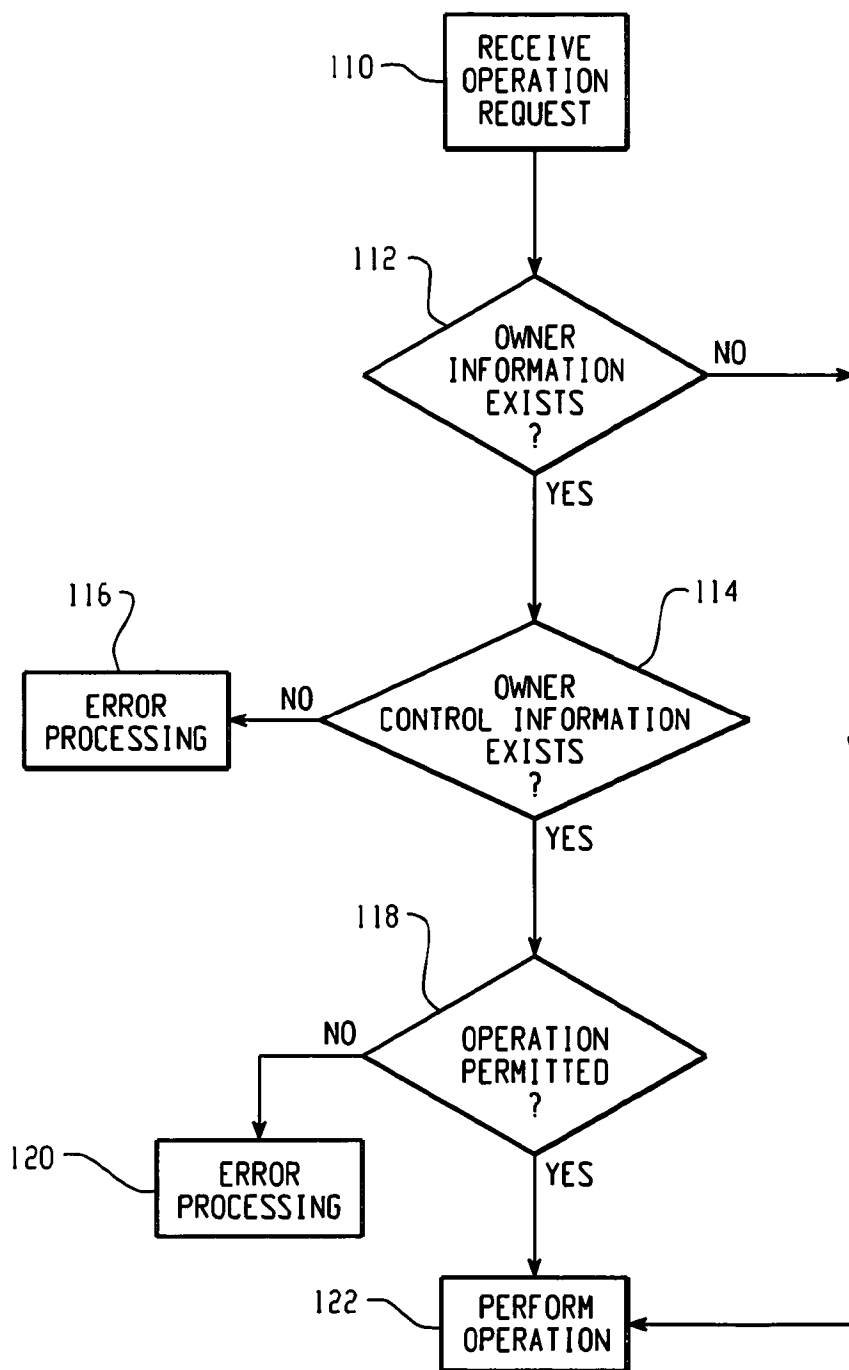 110
RECEIVE
OPERATION
REQUEST
112
OWNER
INFORMATION
EXISTS
?
NO
YES
116
ERROR
PROCESSING
NO
114
OWNER
CONTROL INFORMATION
EXISTS
?
YES
118
NO
OPERATION
PERMITTED
?
YES
120
ERROR
PROCESSING
122
PERFORM
OPERATION